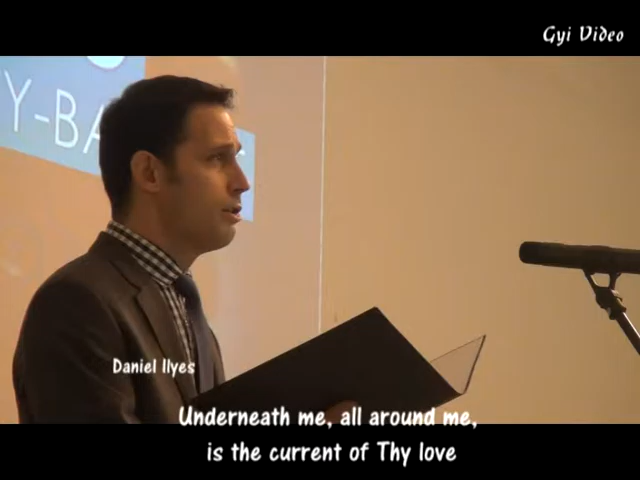 Gyi Video
Y-BA
Daniel Ilyes
Underneath me, all around me,
is the current of Thy love